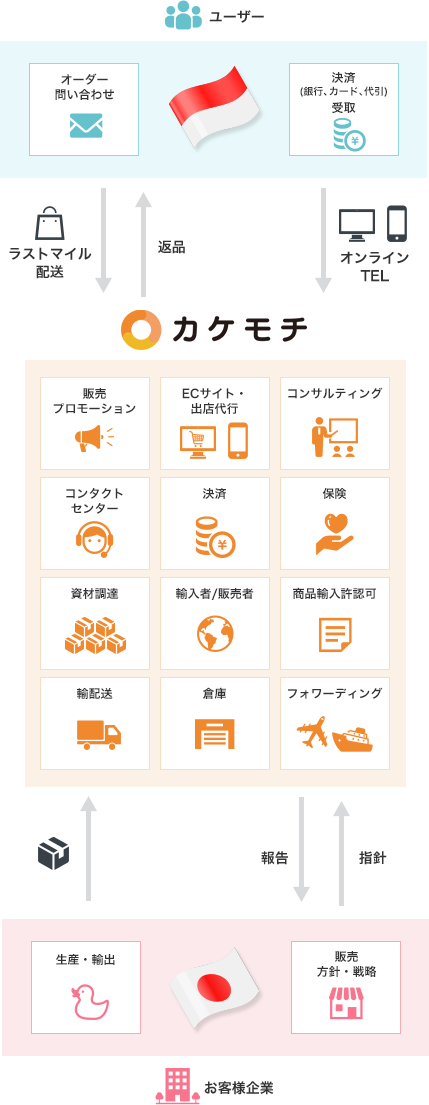 ユーザー
オーダー
問い合わせ
決済
(銀行、カード、代引)
受取
¥
ラストマイル
配送
返品
オンライン
TEL
カケモチ
販売
プロモーション
ECサイト・
出店代行
コンサルティング
コンタクト
センター
決済
¥
保険
資材調達
輸入者/販売者
商品輸入許認可
輸配送
倉庫
フォワーディング
報告
指針
生産・輸出
販売
方針・戦略
お客様企業